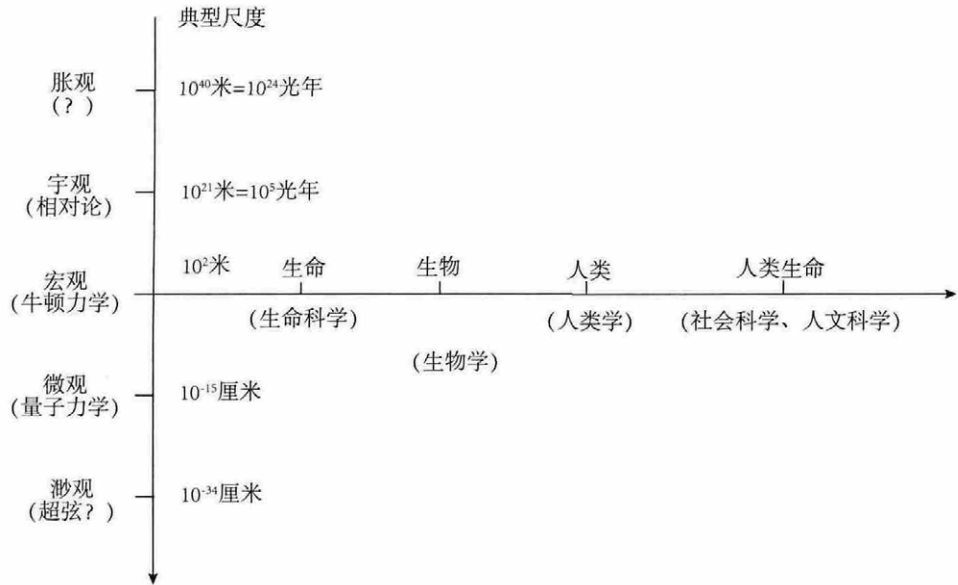 典型尺度
胀观
(？)
10⁴⁰米=10²⁴光年
宇观
(相对论)
10²¹米=10⁵光年
宏观
(牛顿力学)
10²米
生命
生物
人类
人类生命
(生命科学)
(人类学)
(社会科学、人文科学)
(生物学)
微观
(量子力学)
10⁻¹⁵厘米
渺观
(超弦？)
10⁻³⁴厘米